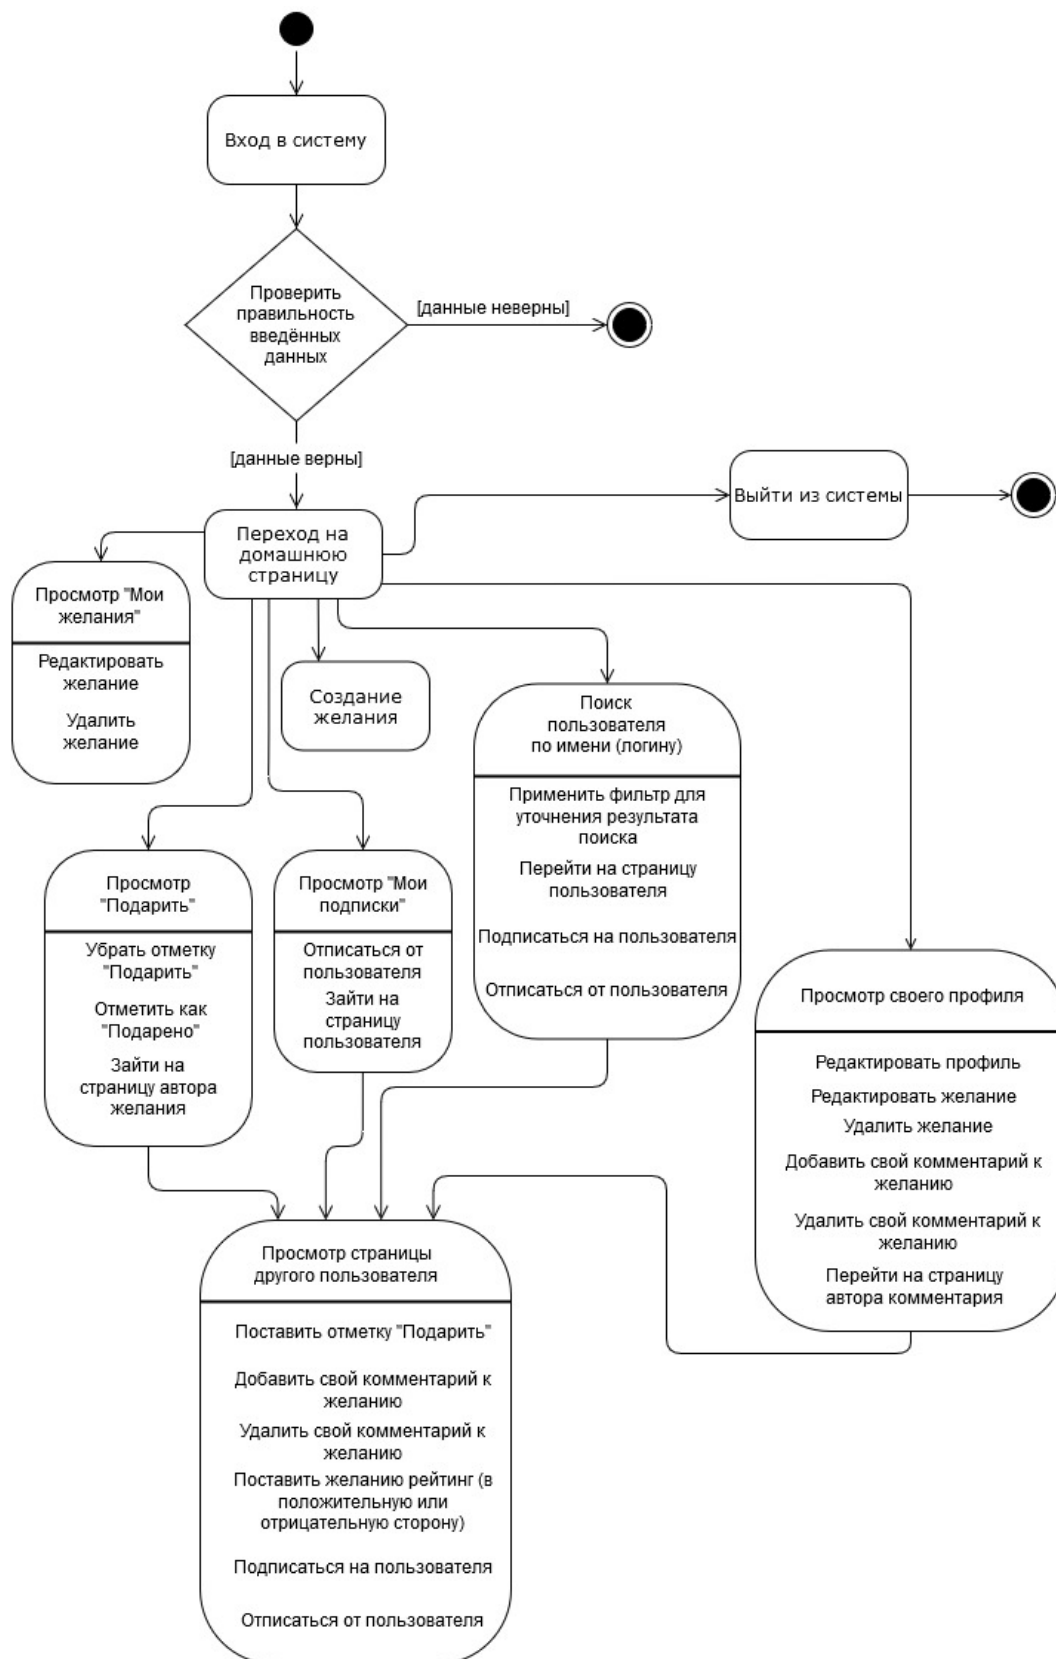 Вход в систему
Проверить
правильность
введённых
данных
[данные неверны]
[данные верны]
Выйти из системы
Переход на
домашнюю
страницу
Просмотр "Мои
желания"
Редактировать
желание
Удалить
желание
Создание
желания
Поиск
пользователя
по имени (логину)
Применить фильтр для
уточнения результата
поиска
Перейти на страницу
пользователя
Подписаться на пользователя
Отписаться от пользователя
Просмотр
"Подарить"
Убрать отметку
"Подарить"
Отметить как
"Подарено"
Зайти на
страницу автора
желания
Просмотр "Мои
подписки"
Отписаться от
пользователя
Зайти на
страницу
пользователя
Просмотр своего профиля
Редактировать профиль
Редактировать желание
Удалить желание
Добавить свой комментарий к
желанию
Удалить свой комментарий к
желанию
Перейти на страницу
автора комментария
Просмотр страницы
другого пользователя
Поставить отметку "Подарить"
Добавить свой комментарий к
желанию
Удалить свой комментарий к
желанию
Поставить желанию рейтинг (в
положительную или
отрицательную сторону)
Подписаться на пользователя
Отписаться от пользователя